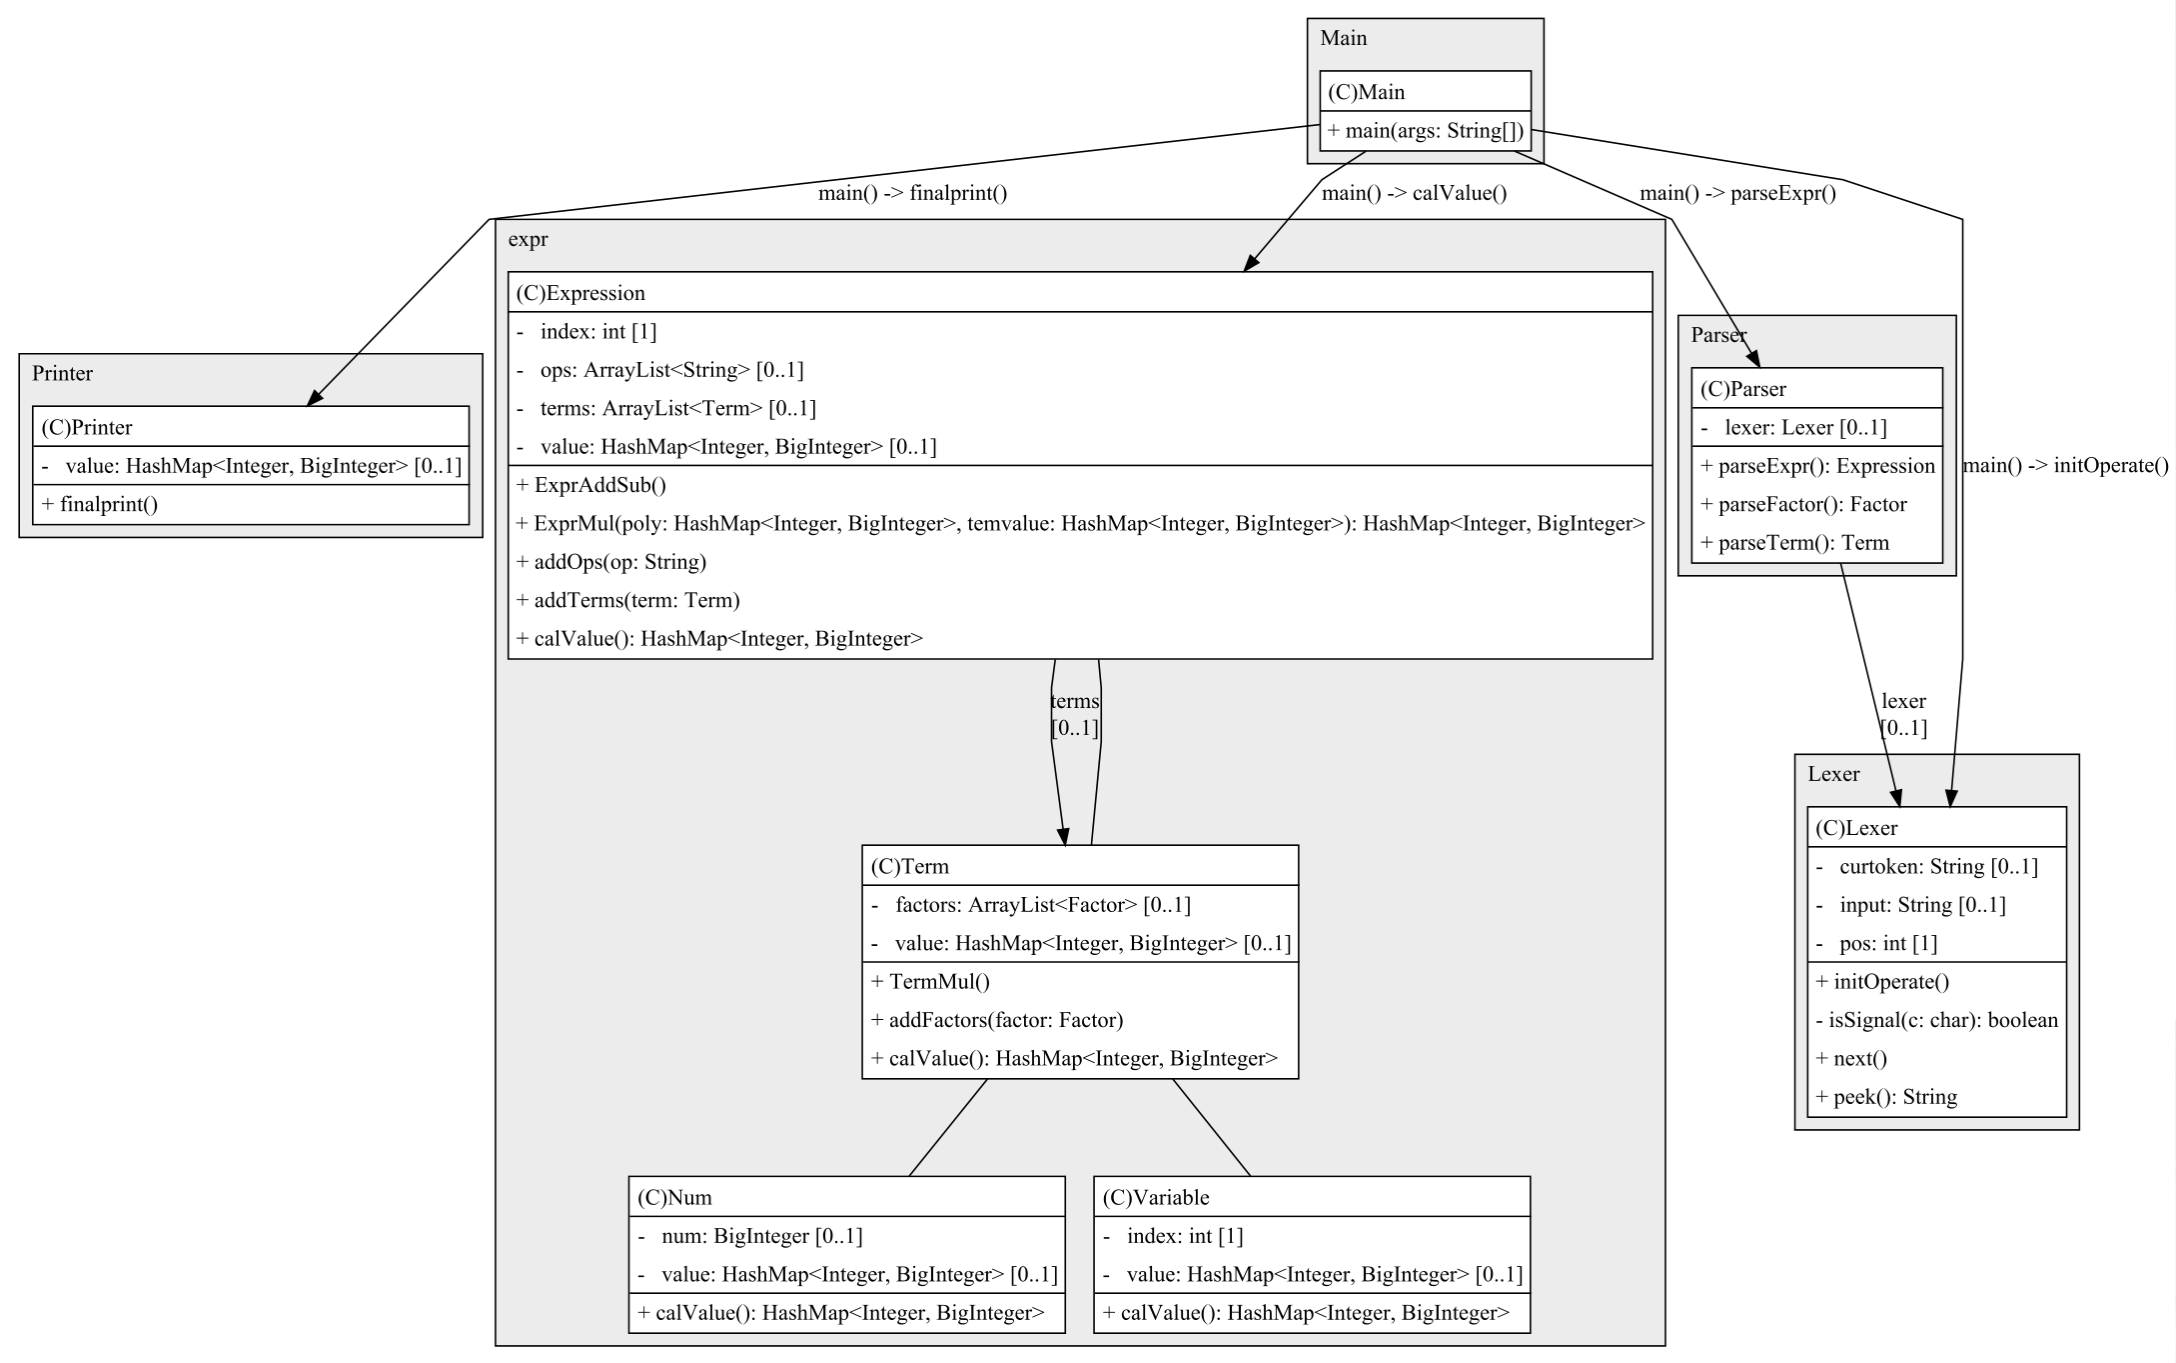 Main
(C)Main
+ main(args: String[])
main() -> finalprint()
main() -> calValue()
main() -> parseExpr()
expr
(C)Expression
- index: int [1]
- ops: ArrayList<String> [0..1]
- terms: ArrayList<Term> [0..1]
- value: HashMap<Integer, BigInteger> [0..1]
+ ExprAddSub()
+ ExprMul(poly: HashMap<Integer, BigInteger>, temvalue: HashMap<Integer, BigInteger>): HashMap<Integer, BigInteger>
+ addOps(op: String)
+ addTerms(term: Term)
+ calValue(): HashMap<Integer, BigInteger>
Printer
(C)Printer
- value: HashMap<Integer, BigInteger> [0..1]
+ finalprint()
Parser
(C)Parser
- lexer: Lexer [0..1]
+ parseExpr(): Expression
+ parseFactor(): Factor
+ parseTerm(): Term
main() -> initOperate()
terms
[0..1]
lexer
[0..1]
Lexer
(C)Lexer
- curtoken: String [0..1]
- input: String [0..1]
- pos: int [1]
+ initOperate()
- isSignal(c: char): boolean
+ next()
+ peek(): String
(C)Term
- factors: ArrayList<Factor> [0..1]
- value: HashMap<Integer, BigInteger> [0..1]
+ TermMul()
+ addFactors(factor: Factor)
+ calValue(): HashMap<Integer, BigInteger>
(C)Num
- num: BigInteger [0..1]
- value: HashMap<Integer, BigInteger> [0..1]
+ calValue(): HashMap<Integer, BigInteger>
(C)Variable
- index: int [1]
- value: HashMap<Integer, BigInteger> [0..1]
+ calValue(): HashMap<Integer, BigInteger>